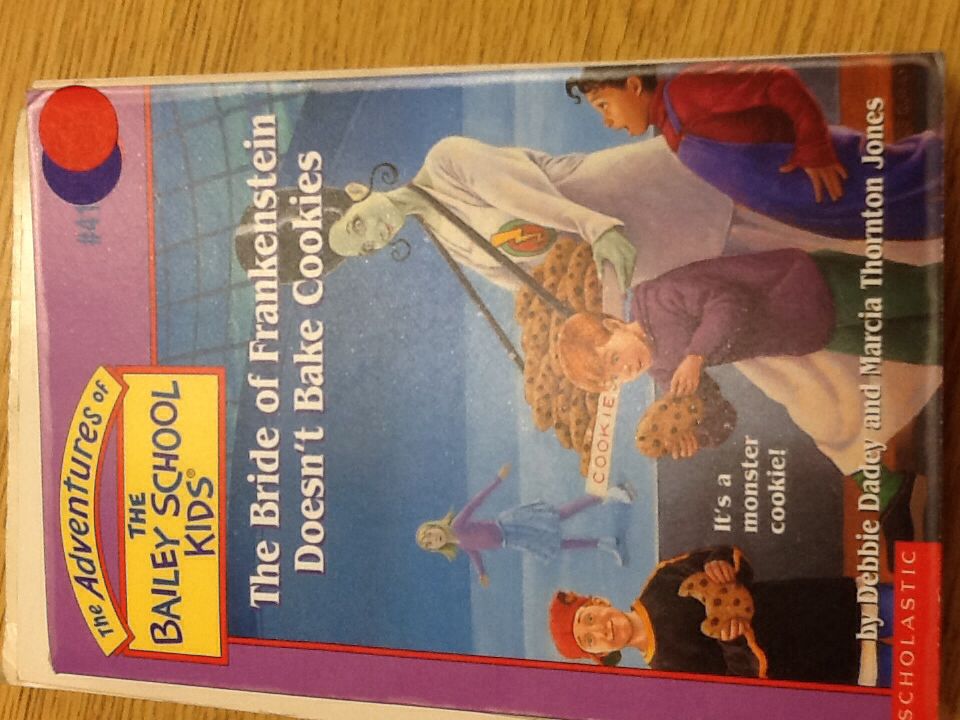 The Adventures of
THE
BAILEY SCHOOL
KIDS®
#41
The Bride of Frankenstein
Doesn't Bake Cookies
COOKIES
It's a
monster
cookie!
by Debbie Dadey and Marcia Thornton Jones
SCHOLASTIC